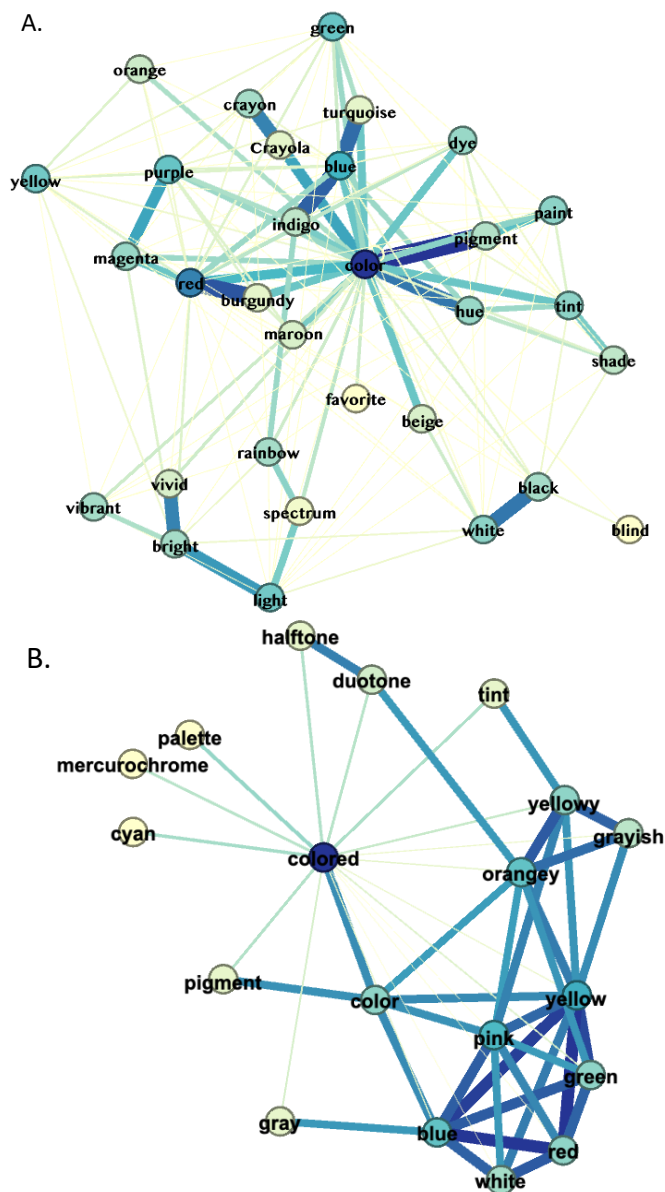 A.
green
orange
crayon
turquoise
Crayola
dye
blue
purple
yellow
paint
indigo
pigment
magenta
color
red
burgundy
tint
hue
maroon
shade
favorite
beige
rainbow
vivid
black
vibrant
spectrum
white
blind
bright
light
B.
halftone
duotone
tint
palette
mercurochrome
yellowy
cyan
grayish
colored
orangey
pigment
color
yellow
pink
green
gray
blue
red
white